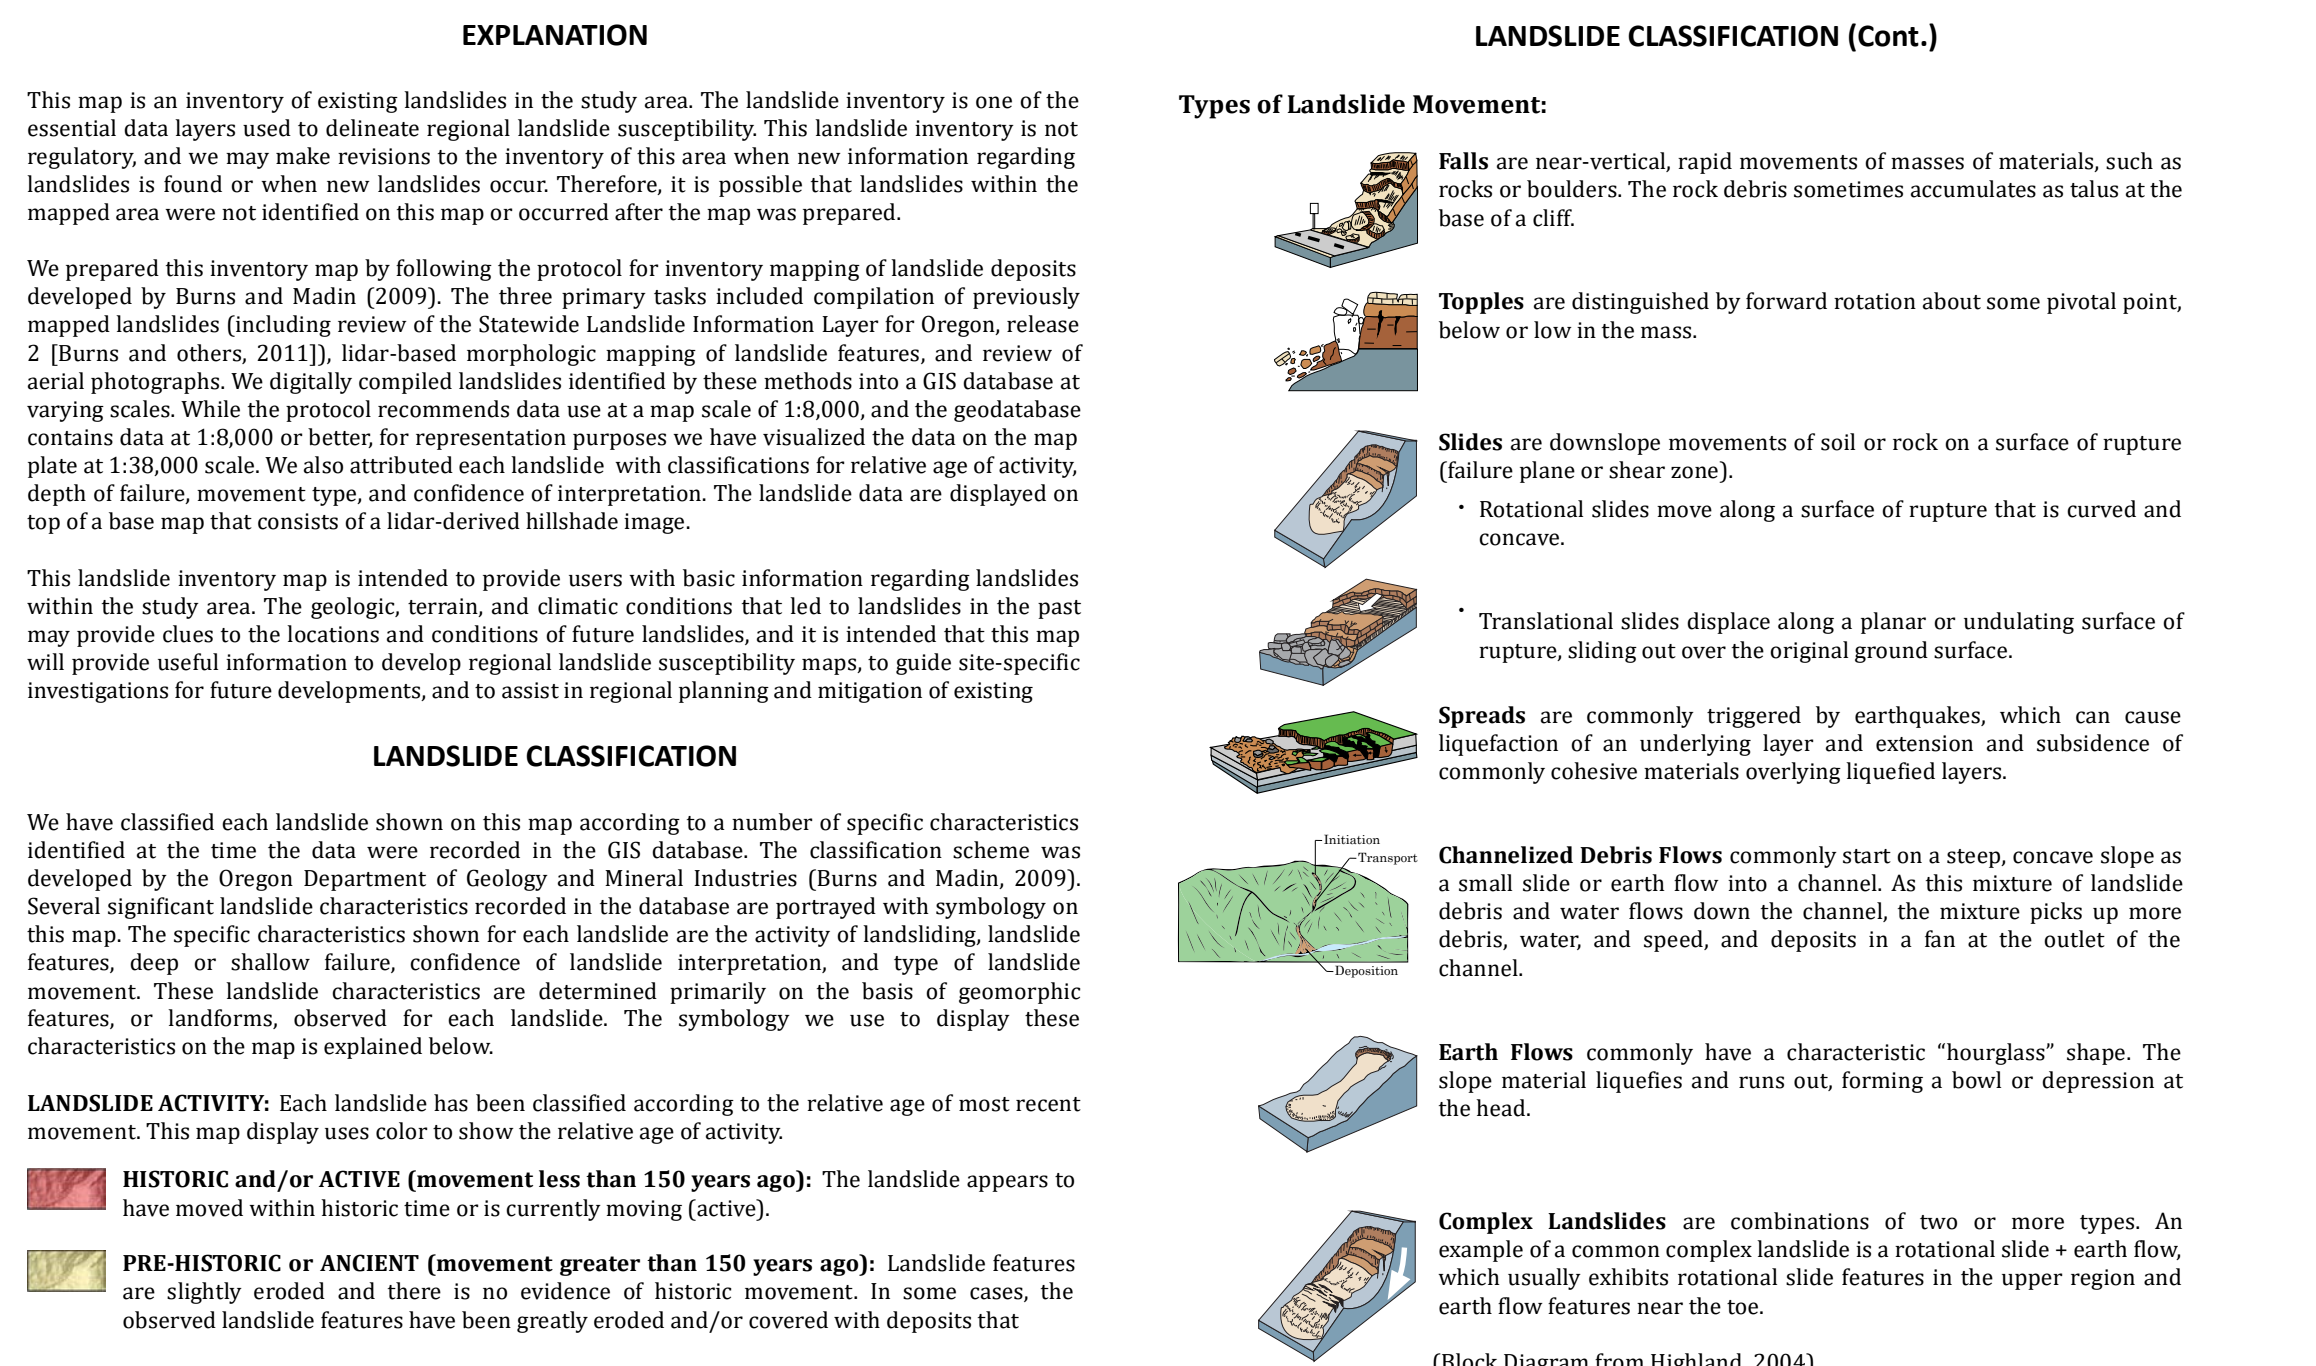 EXPLANATION
This map is an inventory of existing landslides in the study area. The landslide inventory is one of the
essential data layers used to delineate regional landslide susceptibility. This landslide inventory is not
regulatory, and we may make revisions to the inventory of this area when new information regarding
landslides is found or when new landslides occur. Therefore, it is possible that landslides within the
mapped area were not identified on this map or occurred after the map was prepared.
We prepared this inventory map by following the protocol for inventory mapping of landslide deposits
developed by Burns and Madin (2009). The three primary tasks included compilation of previously
mapped landslides (including review of the Statewide Landslide Information Layer for Oregon, release
2 [Burns and others, 2011]), lidar-based morphologic mapping of landslide features, and review of
aerial photographs. We digitally compiled landslides identified by these methods into a GIS database at
varying scales. While the protocol recommends data use at a map scale of 1:8,000, and the geodatabase
contains data at 1:8,000 or better, for representation purposes we have visualized the data on the map
plate at 1:38,000 scale. We also attributed each landslide with classifications for relative age of activity,
depth of failure, movement type, and confidence of interpretation. The landslide data are displayed on
top of a base map that consists of a lidar-derived hillshade image.
This landslide inventory map is intended to provide users with basic information regarding landslides
within the study area. The geologic, terrain, and climatic conditions that led to landslides in the past
may provide clues to the locations and conditions of future landslides, and it is intended that this map
will provide useful information to develop regional landslide susceptibility maps, to guide site-specific
investigations for future developments, and to assist in regional planning and mitigation of existing
LANDSLIDE CLASSIFICATION
We have classified each landslide shown on this map according to a number of specific characteristics
identified at the time the data were recorded in the GIS database. The classification scheme was
developed by the Oregon Department of Geology and Mineral Industries (Burns and Madin, 2009).
Several significant landslide characteristics recorded in the database are portrayed with symbology on
this map. The specific characteristics shown for each landslide are the activity of landsliding, landslide
features, deep or shallow failure, confidence of landslide interpretation, and type of landslide
movement. These landslide characteristics are determined primarily on the basis of geomorphic
features, or landforms, observed for each landslide. The symbology we use to display these
characteristics on the map is explained below.
LANDSLIDE ACTIVITY: Each landslide has been classified according to the relative age of most recent
movement. This map display uses color to show the relative age of activity.
HISTORIC and/or ACTIVE (movement less than 150 years ago): The landslide appears to
have moved within historic time or is currently moving (active).
PRE-HISTORIC or ANCIENT (movement greater than 150 years ago): Landslide features
are slightly eroded and there is no evidence of historic movement. In some cases, the
observed landslide features have been greatly eroded and/or covered with deposits that
LANDSLIDE CLASSIFICATION (Cont.)
Types of Landslide Movement:
Falls are near-vertical, rapid movements of masses of materials, such as
rocks or boulders. The rock debris sometimes accumulates as talus at the
base of a cliff.
Topples are distinguished by forward rotation about some pivotal point,
below or low in the mass.
Slides are downslope movements of soil or rock on a surface of rupture
(failure plane or shear zone).
· Rotational slides move along a surface of rupture that is curved and
concave.
· Translational slides displace along a planar or undulating surface of
rupture, sliding out over the original ground surface.
Spreads are commonly triggered by earthquakes, which can cause
liquefaction of an underlying layer and extension and subsidence of
commonly cohesive materials overlying liquefied layers.
Initiation
Transport
Deposition
Channelized Debris Flows commonly start on a steep, concave slope as
a small slide or earth flow into a channel. As this mixture of landslide
debris and water flows down the channel, the mixture picks up more
debris, water, and speed, and deposits in a fan at the outlet of the
channel.
Earth Flows commonly have a characteristic “hourglass” shape. The
slope material liquefies and runs out, forming a bowl or depression at
the head.
Complex Landslides are combinations of two or more types. An
example of a common complex landslide is a rotational slide + earth flow,
which usually exhibits rotational slide features in the upper region and
earth flow features near the toe.
(Block Diagram from Highland, 2004)